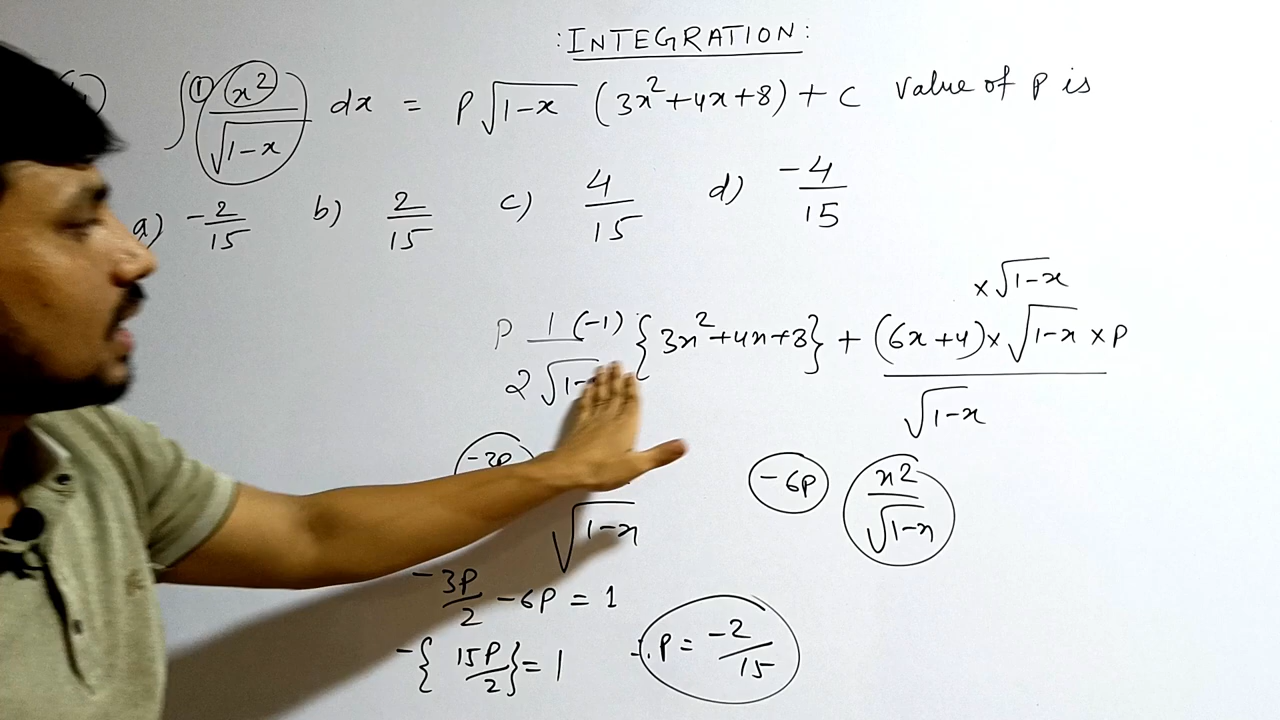 : INTEGRATION :
∫ (1) x² / √1-x dx = P √1-x (3x²+4x+8) + C Value of P is
a) -2/15 b) 2/15 c) 4/15 d) -4/15
× √1-x
P 1 (-1) / 2 √1- {3x²+4x+8} + (6x+4) × √1-x × P / √1-x
√1-x
-6P x² / √1-x
-3P/2 - 6P = 1
-{15P/2} = 1 ∴ P = -2/15